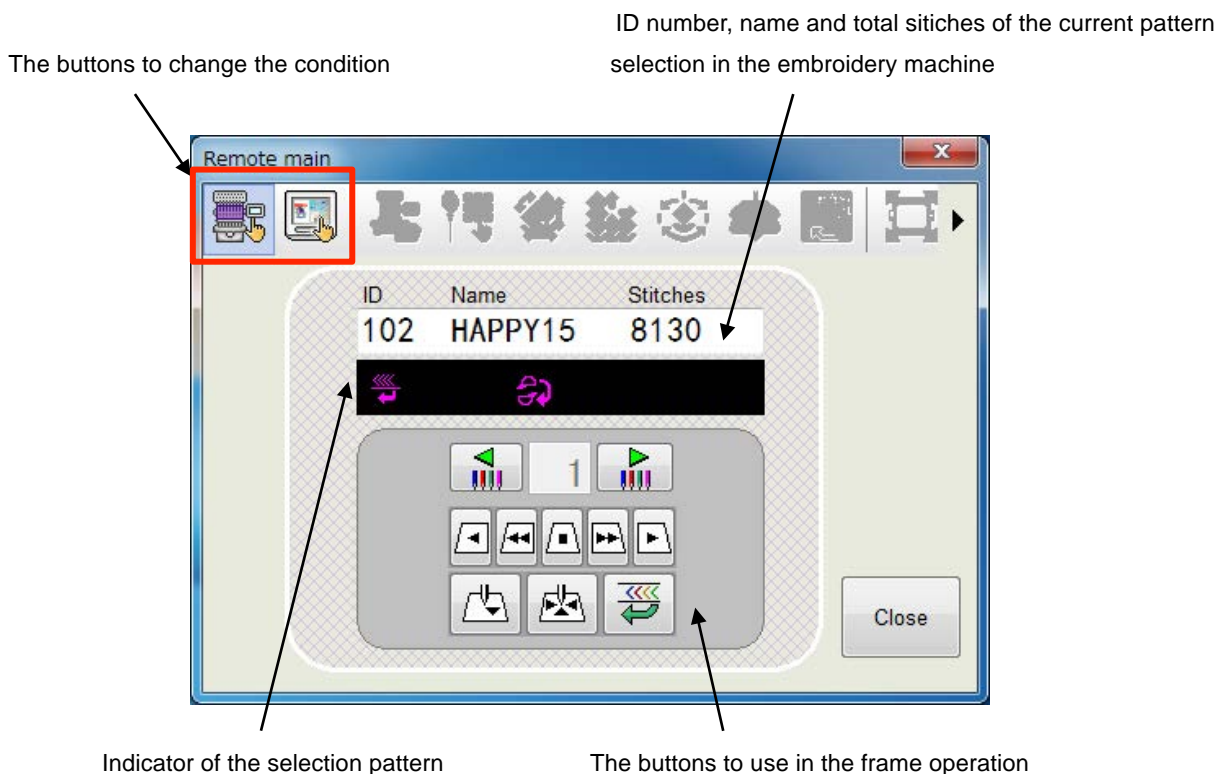 ID number, name and total sitiches of the current pattern
The buttons to change the condition
selection in the embroidery machine
Remote main
ID Name Stitches
102 HAPPY15 8130
1
Close
Indicator of the selection pattern
The buttons to use in the frame operation